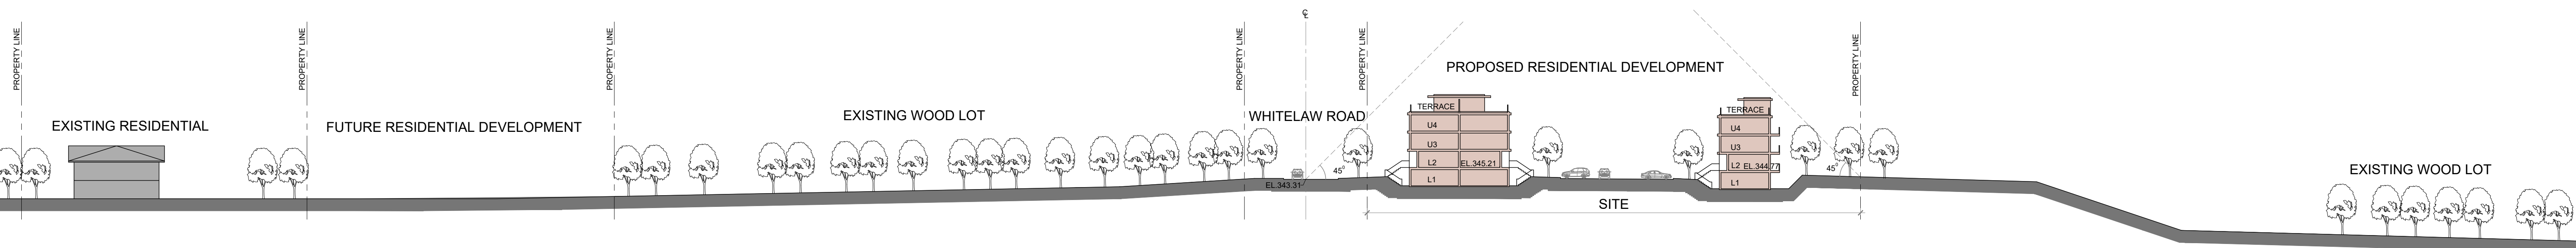 PROPERTY LINE
EXISTING RESIDENTIAL
PROPERTY LINE
FUTURE RESIDENTIAL DEVELOPMENT
PROPERTY LINE
EXISTING WOOD LOT
PROPERTY LINE
WHITELAW ROAD
℄
EL.343.31
45°
PROPERTY LINE
PROPOSED RESIDENTIAL DEVELOPMENT
TERRACE
U4
U3
L2 EL.345.21
L1
TERRACE
U4
U3
L2 EL.344.77
L1
SITE
45°
PROPERTY LINE
EXISTING WOOD LOT